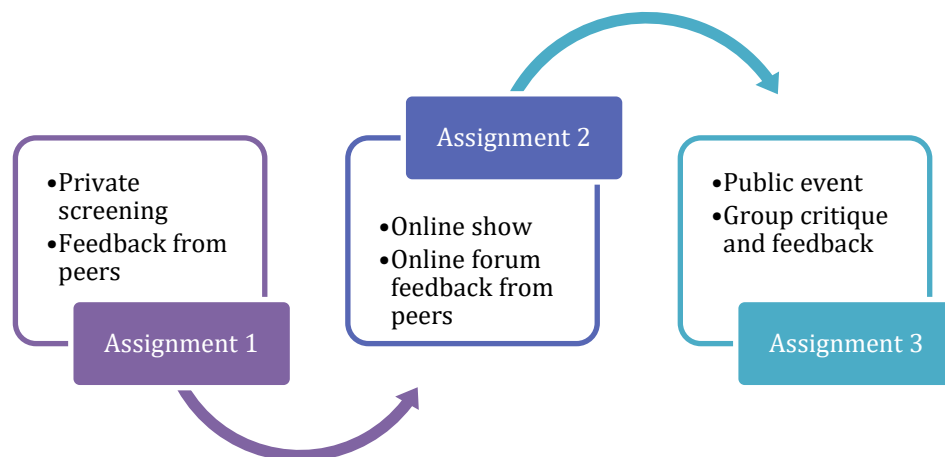 •Private
screening
•Feedback from
peers
Assignment 1
Assignment 2
•Online show
•Online forum
feedback from
peers
•Public event
•Group critique
and feedback
Assignment 3